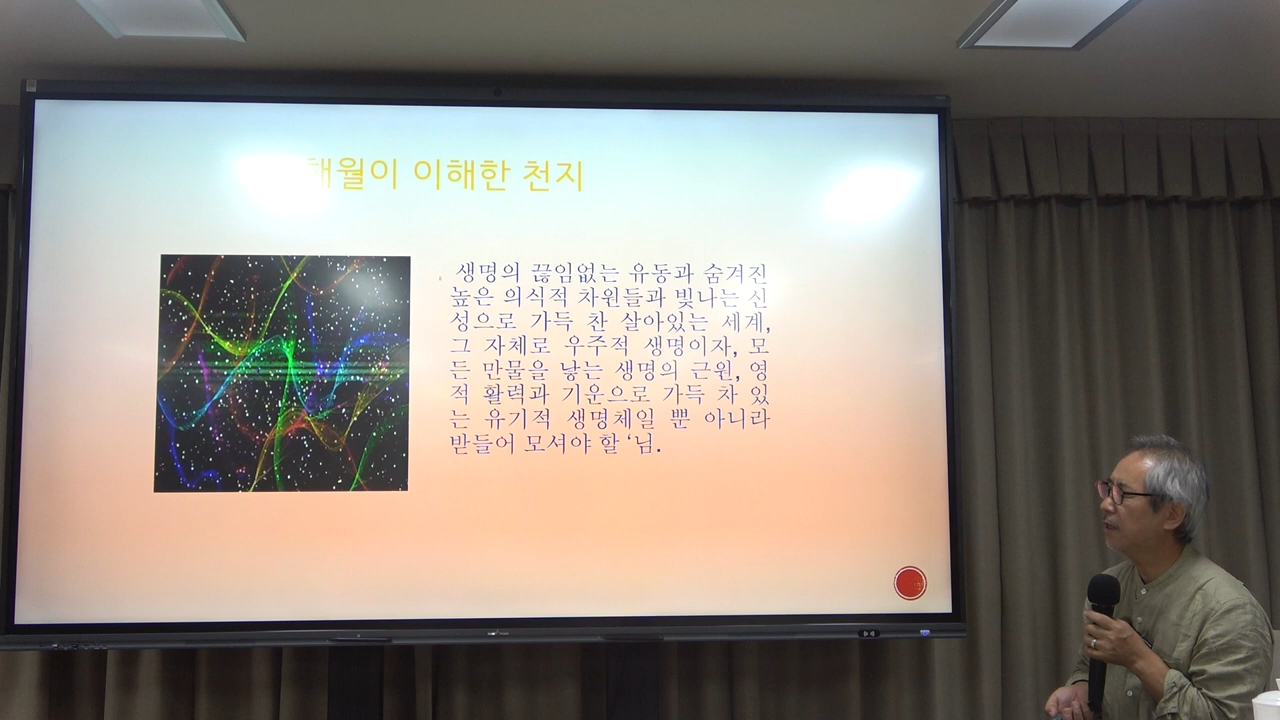 해월이 이해한 천지
생명의 끊임없는 유동과 숨겨진
높은 의식적 차원들과 빛나는 신
성으로 가득 찬 살아있는 세계,
그 자체로 우주적 생명이자, 모
든 만물을 낳는 생명의 근원, 영
적 활력과 기운으로 가득 차 있
는 유기적 생명체일 뿐 아니라
받들어 모셔야 할 ‘님.